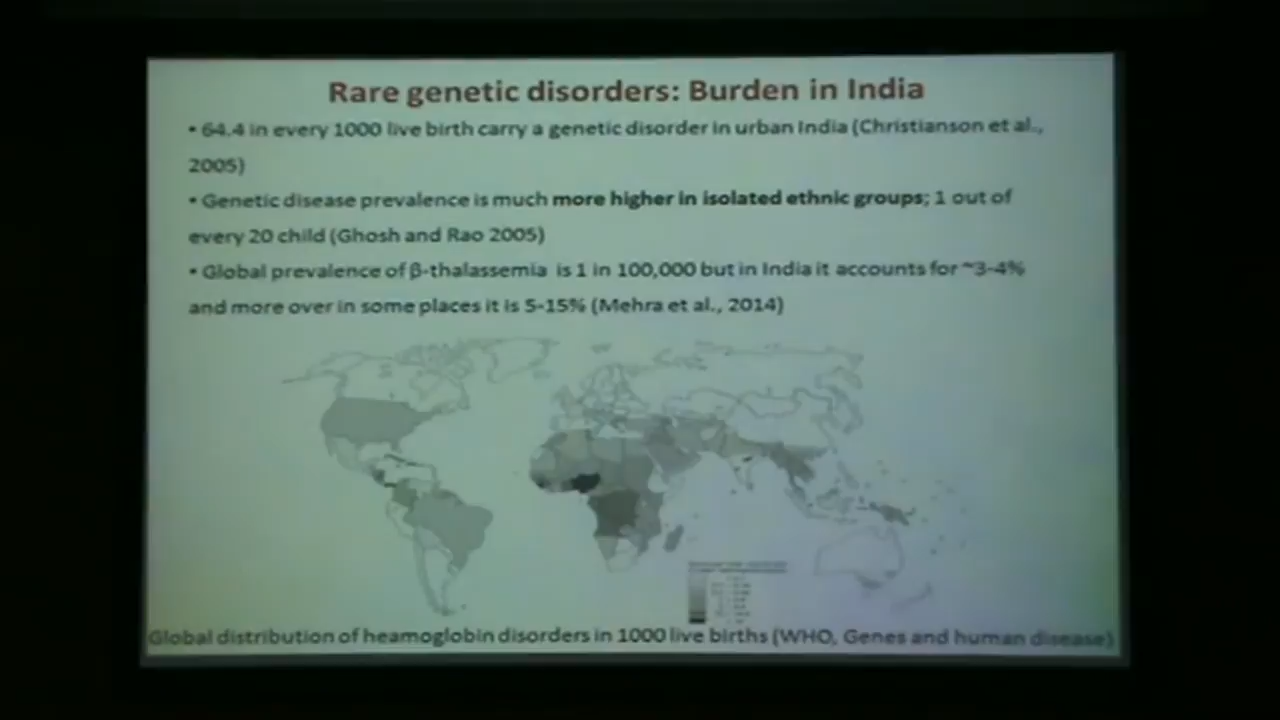 Rare genetic disorders: Burden in India
• 64.4 in every 1000 live birth carry a genetic disorder in urban India (Christianson et al.,
2005)
• Genetic disease prevalence is much more higher in isolated ethnic groups; 1 out of
every 20 child (Ghosh and Rao 2005)
• Global prevalence of β-thalassemia is 1 in 100,000 but in India it accounts for ~3-4%
and more over in some places it is 5-15% (Mehra et al., 2014)
Global distribution of heamoglobin disorders in 1000 live births (WHO, Genes and human disease)